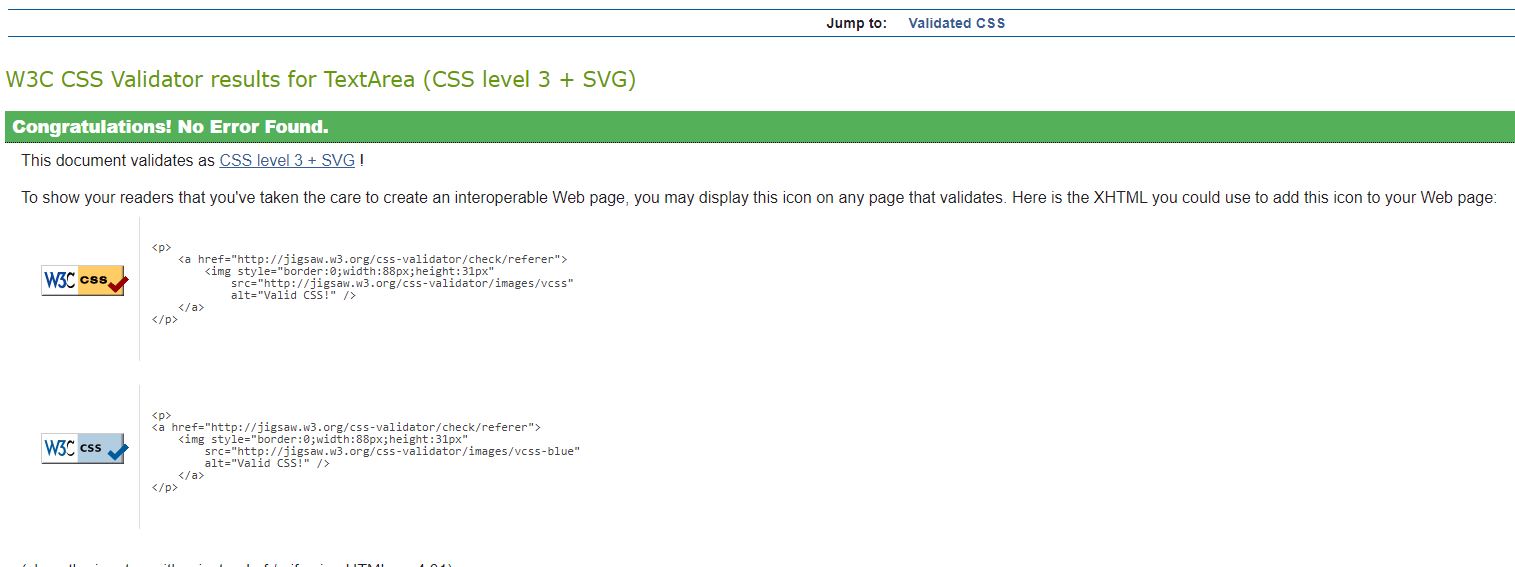 Jump to: Validated CSS
W3C CSS Validator results for TextArea (CSS level 3 + SVG)
Congratulations! No Error Found.
This document validates as CSS level 3 + SVG !
To show your readers that you've taken the care to create an interoperable Web page, you may display this icon on any page that validates. Here is the XHTML you could use to add this icon to your Web page:
W3C css
<p>
<a href="http://jigsaw.w3.org/css-validator/check/referer">
<img style="border:0;width:88px;height:31px"
src="http://jigsaw.w3.org/css-validator/images/vcss"
alt="Valid CSS!" />
</a>
</p>
W3C css
<p>
<a href="http://jigsaw.w3.org/css-validator/check/referer">
<img style="border:0;width:88px;height:31px"
src="http://jigsaw.w3.org/css-validator/images/vcss-blue"
alt="Valid CSS!" />
</a>
</p>